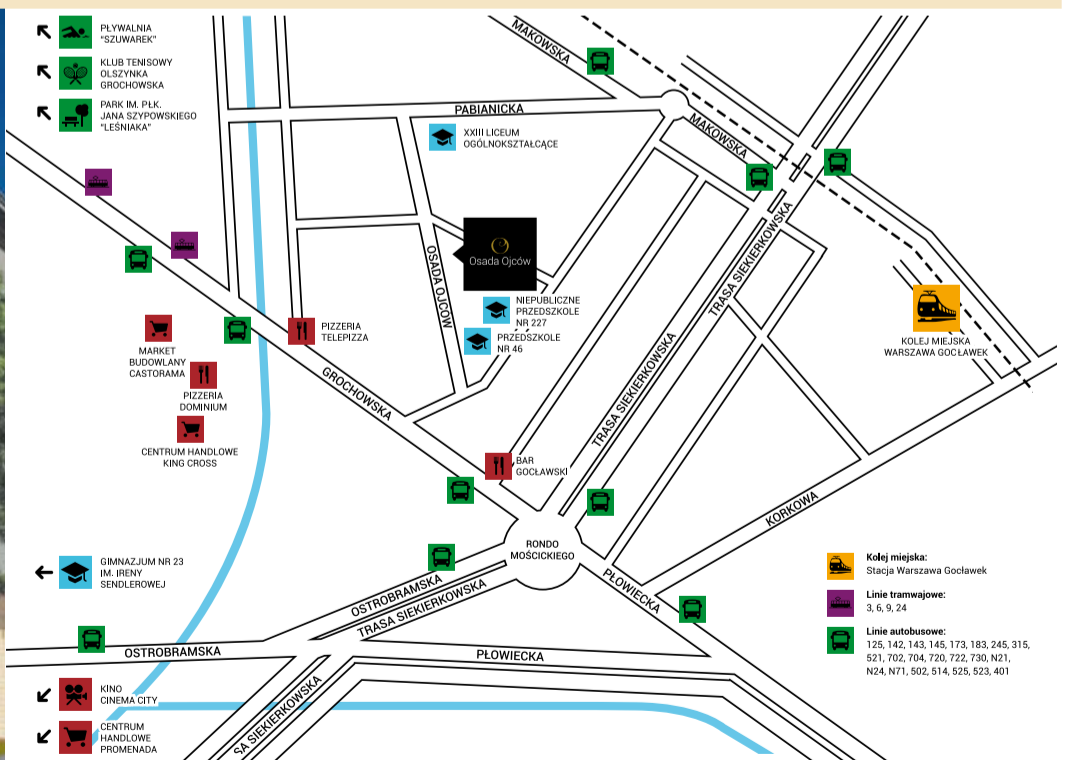 PŁYWALNIA
"SZUWAREK"
KLUB TENISOWY
OLSZYNKA
GROCHOWSKA
PARK IM. PŁK.
JANA SZYPOWSKIEGO
"LEŚNIAKA"
MAKOWSKA
PABIANICKA
MAKOWSKA
XXIII LICEUM
OGÓLNOKSZTAŁCĄCE
OSADA OJCÓW
Osada Ojców
TRASA SIEKIERKOWSKA
NIEPUBLICZNE
PRZEDSZKOLE
NR 227
PRZEDSZKOLE
NR 46
PIZZERIA
TELEPIZZA
KOLEJ MIEJSKA
WARSZAWA GOCŁAWEK
MARKET
BUDOWLANY
CASTORAMA
PIZZERIA
DOMINIUM
CENTRUM HANDLOWE
KING CROSS
GROCHOWSKA
TRASA SIEKIERKOWSKA
BAR
GOCŁAWSKI
KORKOWA
RONDO
MOŚCICKIEGO
GIMNAZJUM NR 23
IM. IRENY
SENDLEROWEJ
OSTROBRAMSKA
TRASA SIEKIERKOWSKA
PŁOWIECKA
OSTROBRAMSKA
PŁOWIECKA
Kolej miejska:
Stacja Warszawa Gocławek
Linie tramwajowe:
3, 6, 9, 24
Linie autobusowe:
125, 142, 143, 145, 173, 183, 245, 315,
521, 702, 704, 720, 722, 730, N21,
N24, N71, 502, 514, 525, 523, 401
KINO
CINEMA CITY
SA SIEKIERKOWSKA
CENTRUM
HANDLOWE
PROMENADA